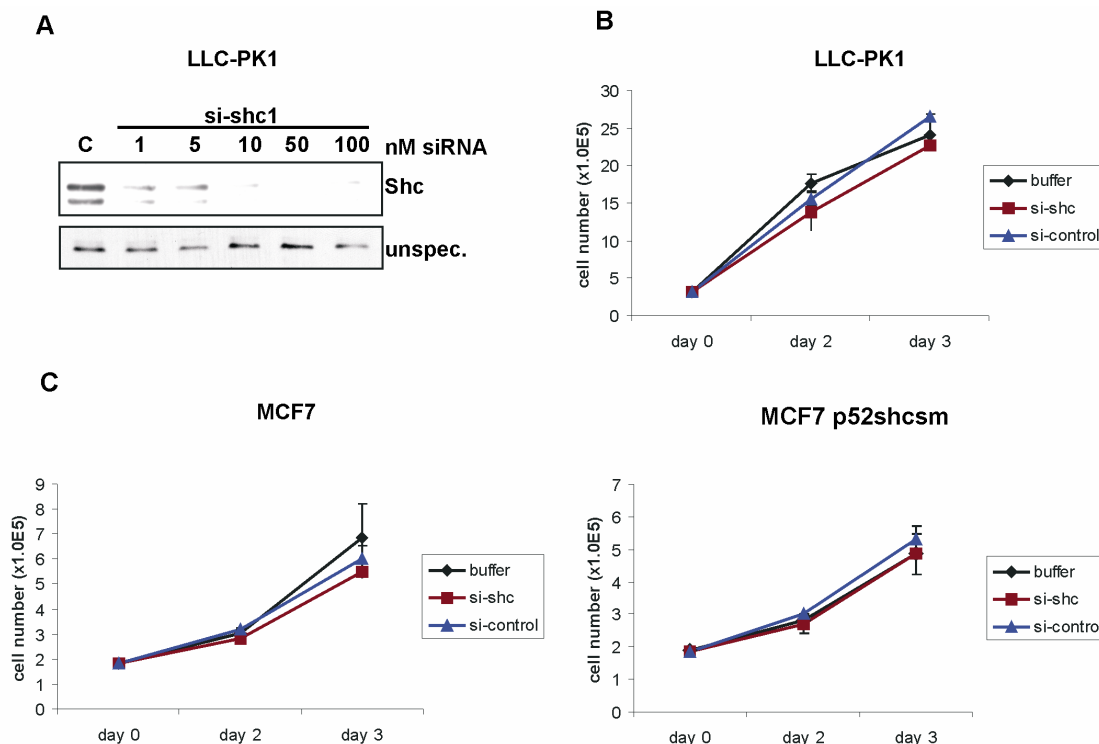 A
LLC-PK1
si-shc1
C 1 5 10 50 100 nM siRNA
Shc
unspec.
B
LLC-PK1
cell number (x1.0E5)
30
25
20
15
10
5
0
day 0 day 2 day 3
buffer
si-shc
si-control
C
MCF7
cell number (x1.0E5)
9
8
7
6
5
4
3
2
1
0
day 0 day 2 day 3
buffer
si-shc
si-control
MCF7 p52shcsm
cell number (x1.0E5)
7
6
5
4
3
2
1
0
day 0 day 2 day 3
buffer
si-shc
si-control